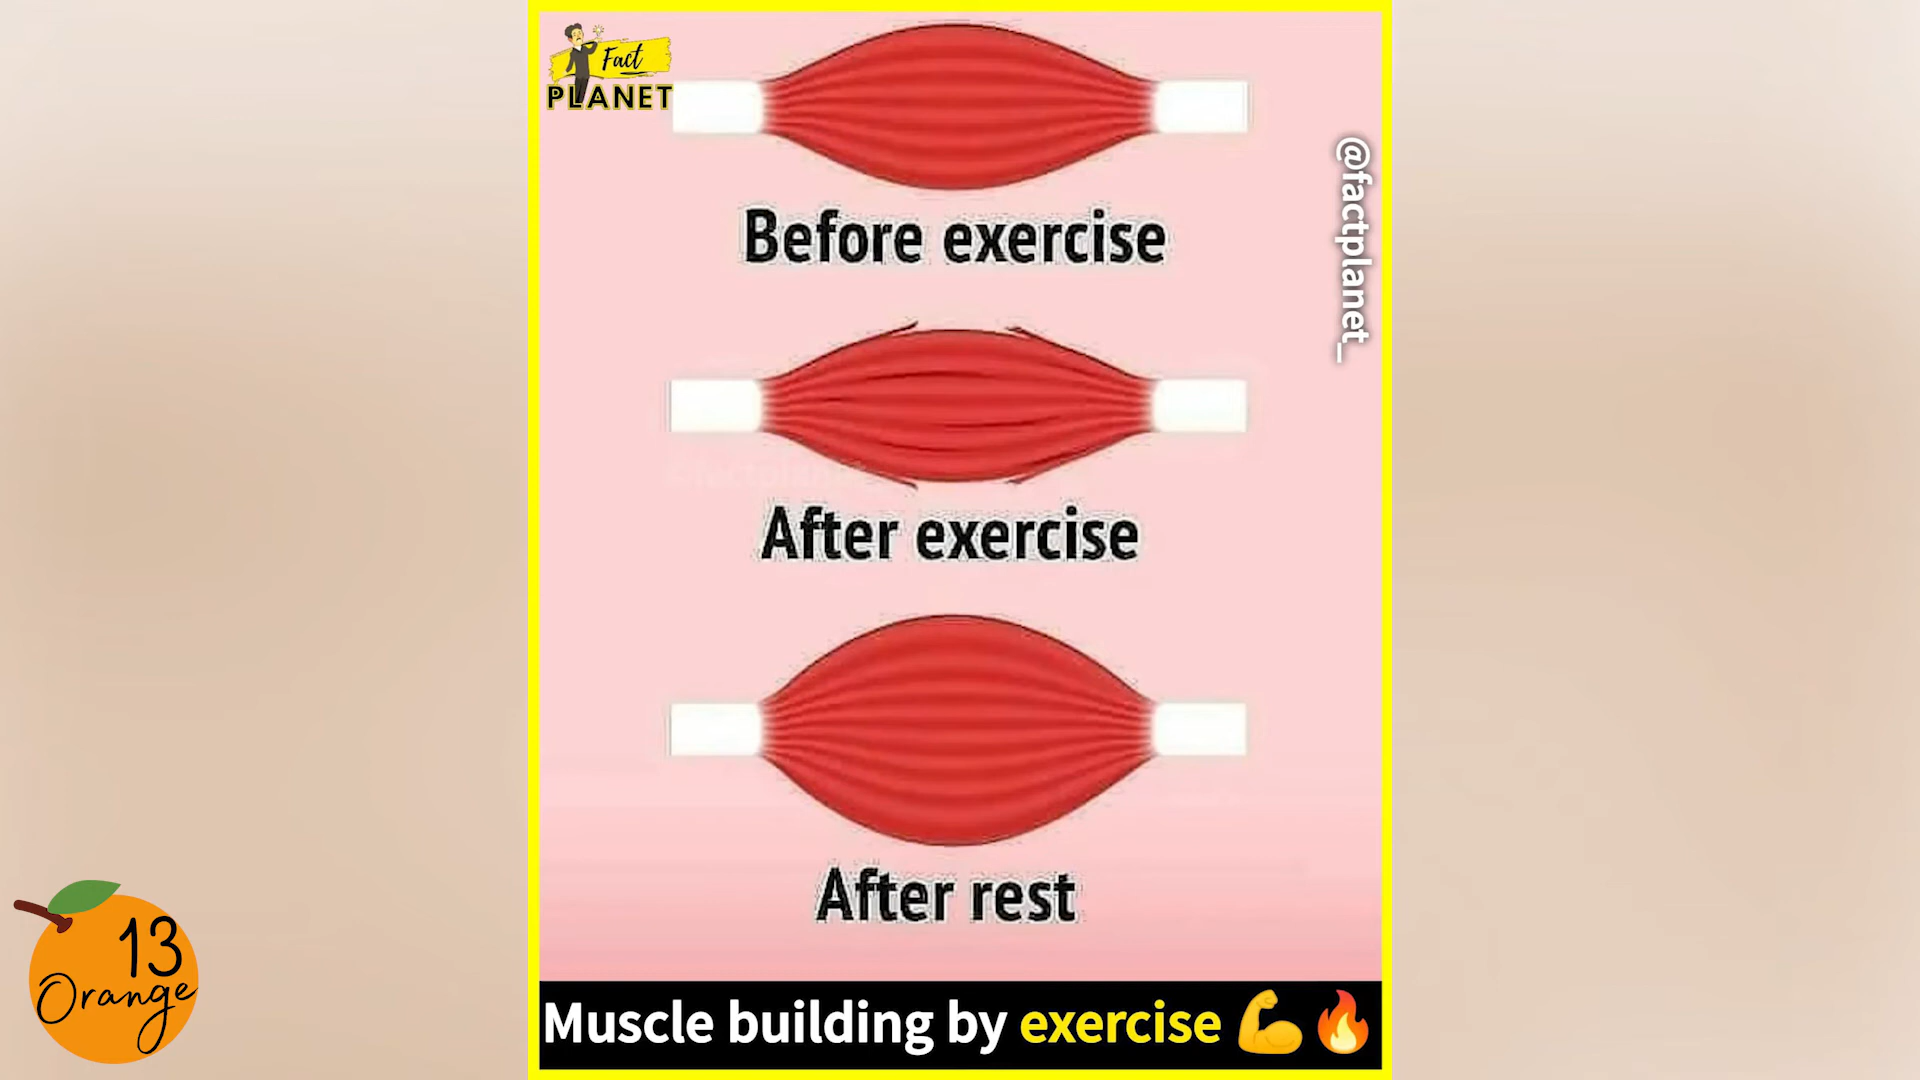 Fact
PLANET
@factplanet_
Before exercise
After exercise
After rest
Muscle building by exercise 💪🔥
13
Orange